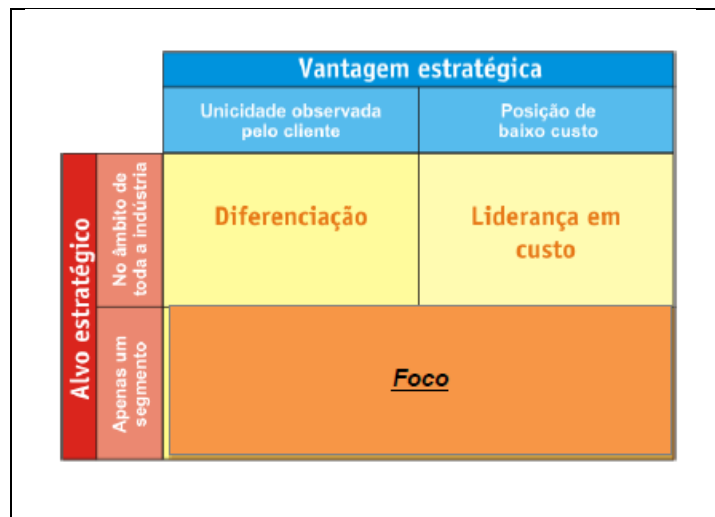 Vantagem estratégica
Unicidade observada
pelo cliente
Posição de
baixo custo
Alvo estratégico
No âmbito de
toda a indústria
Diferenciação
Liderança em
custo
Apenas um
segmento
Foco